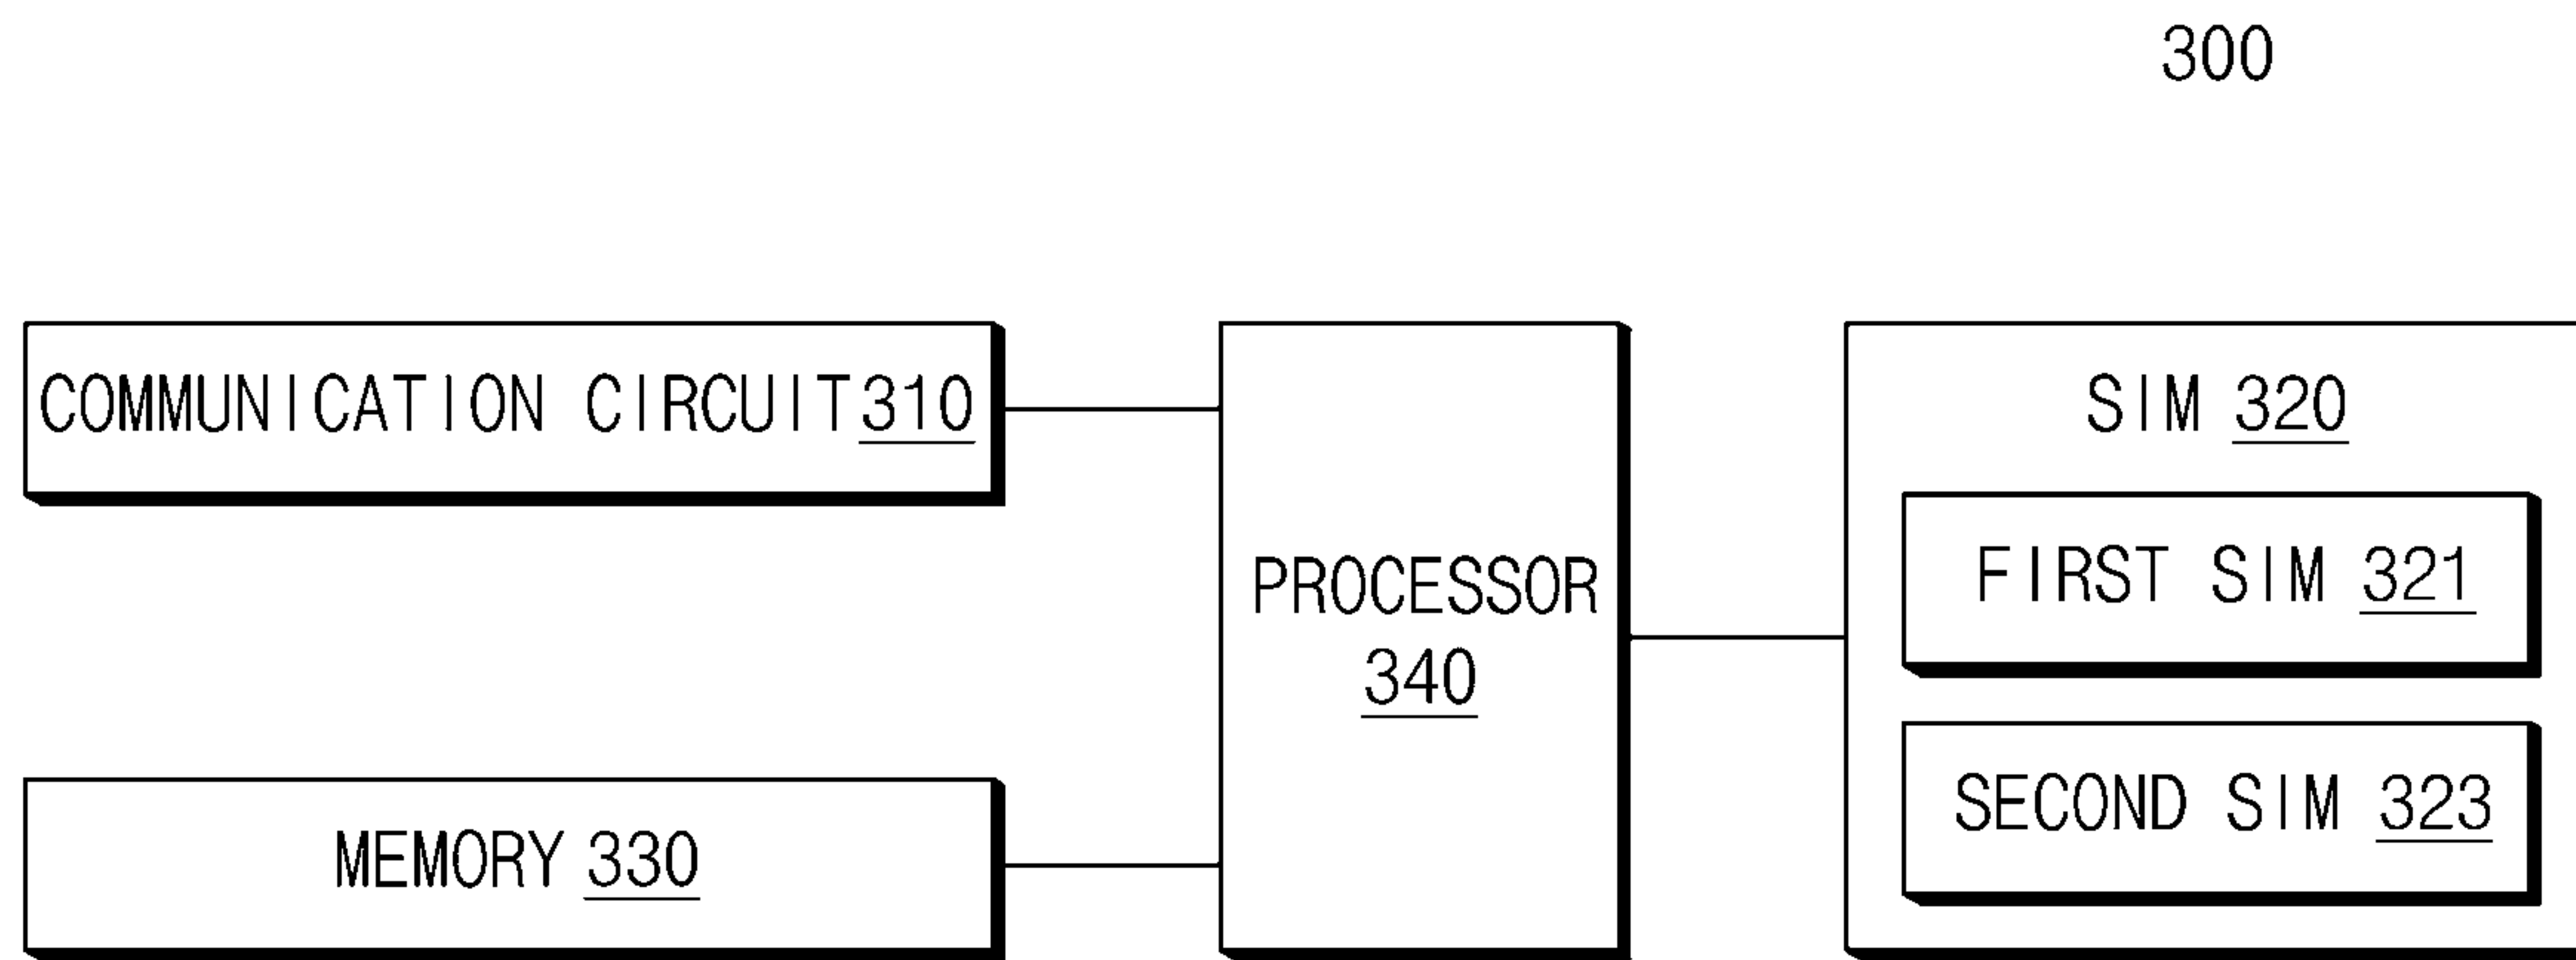 300
COMMUNICATION CIRCUIT 310
PROCESSOR
340
MEMORY 330
SIM 320
FIRST SIM 321
SECOND SIM 323